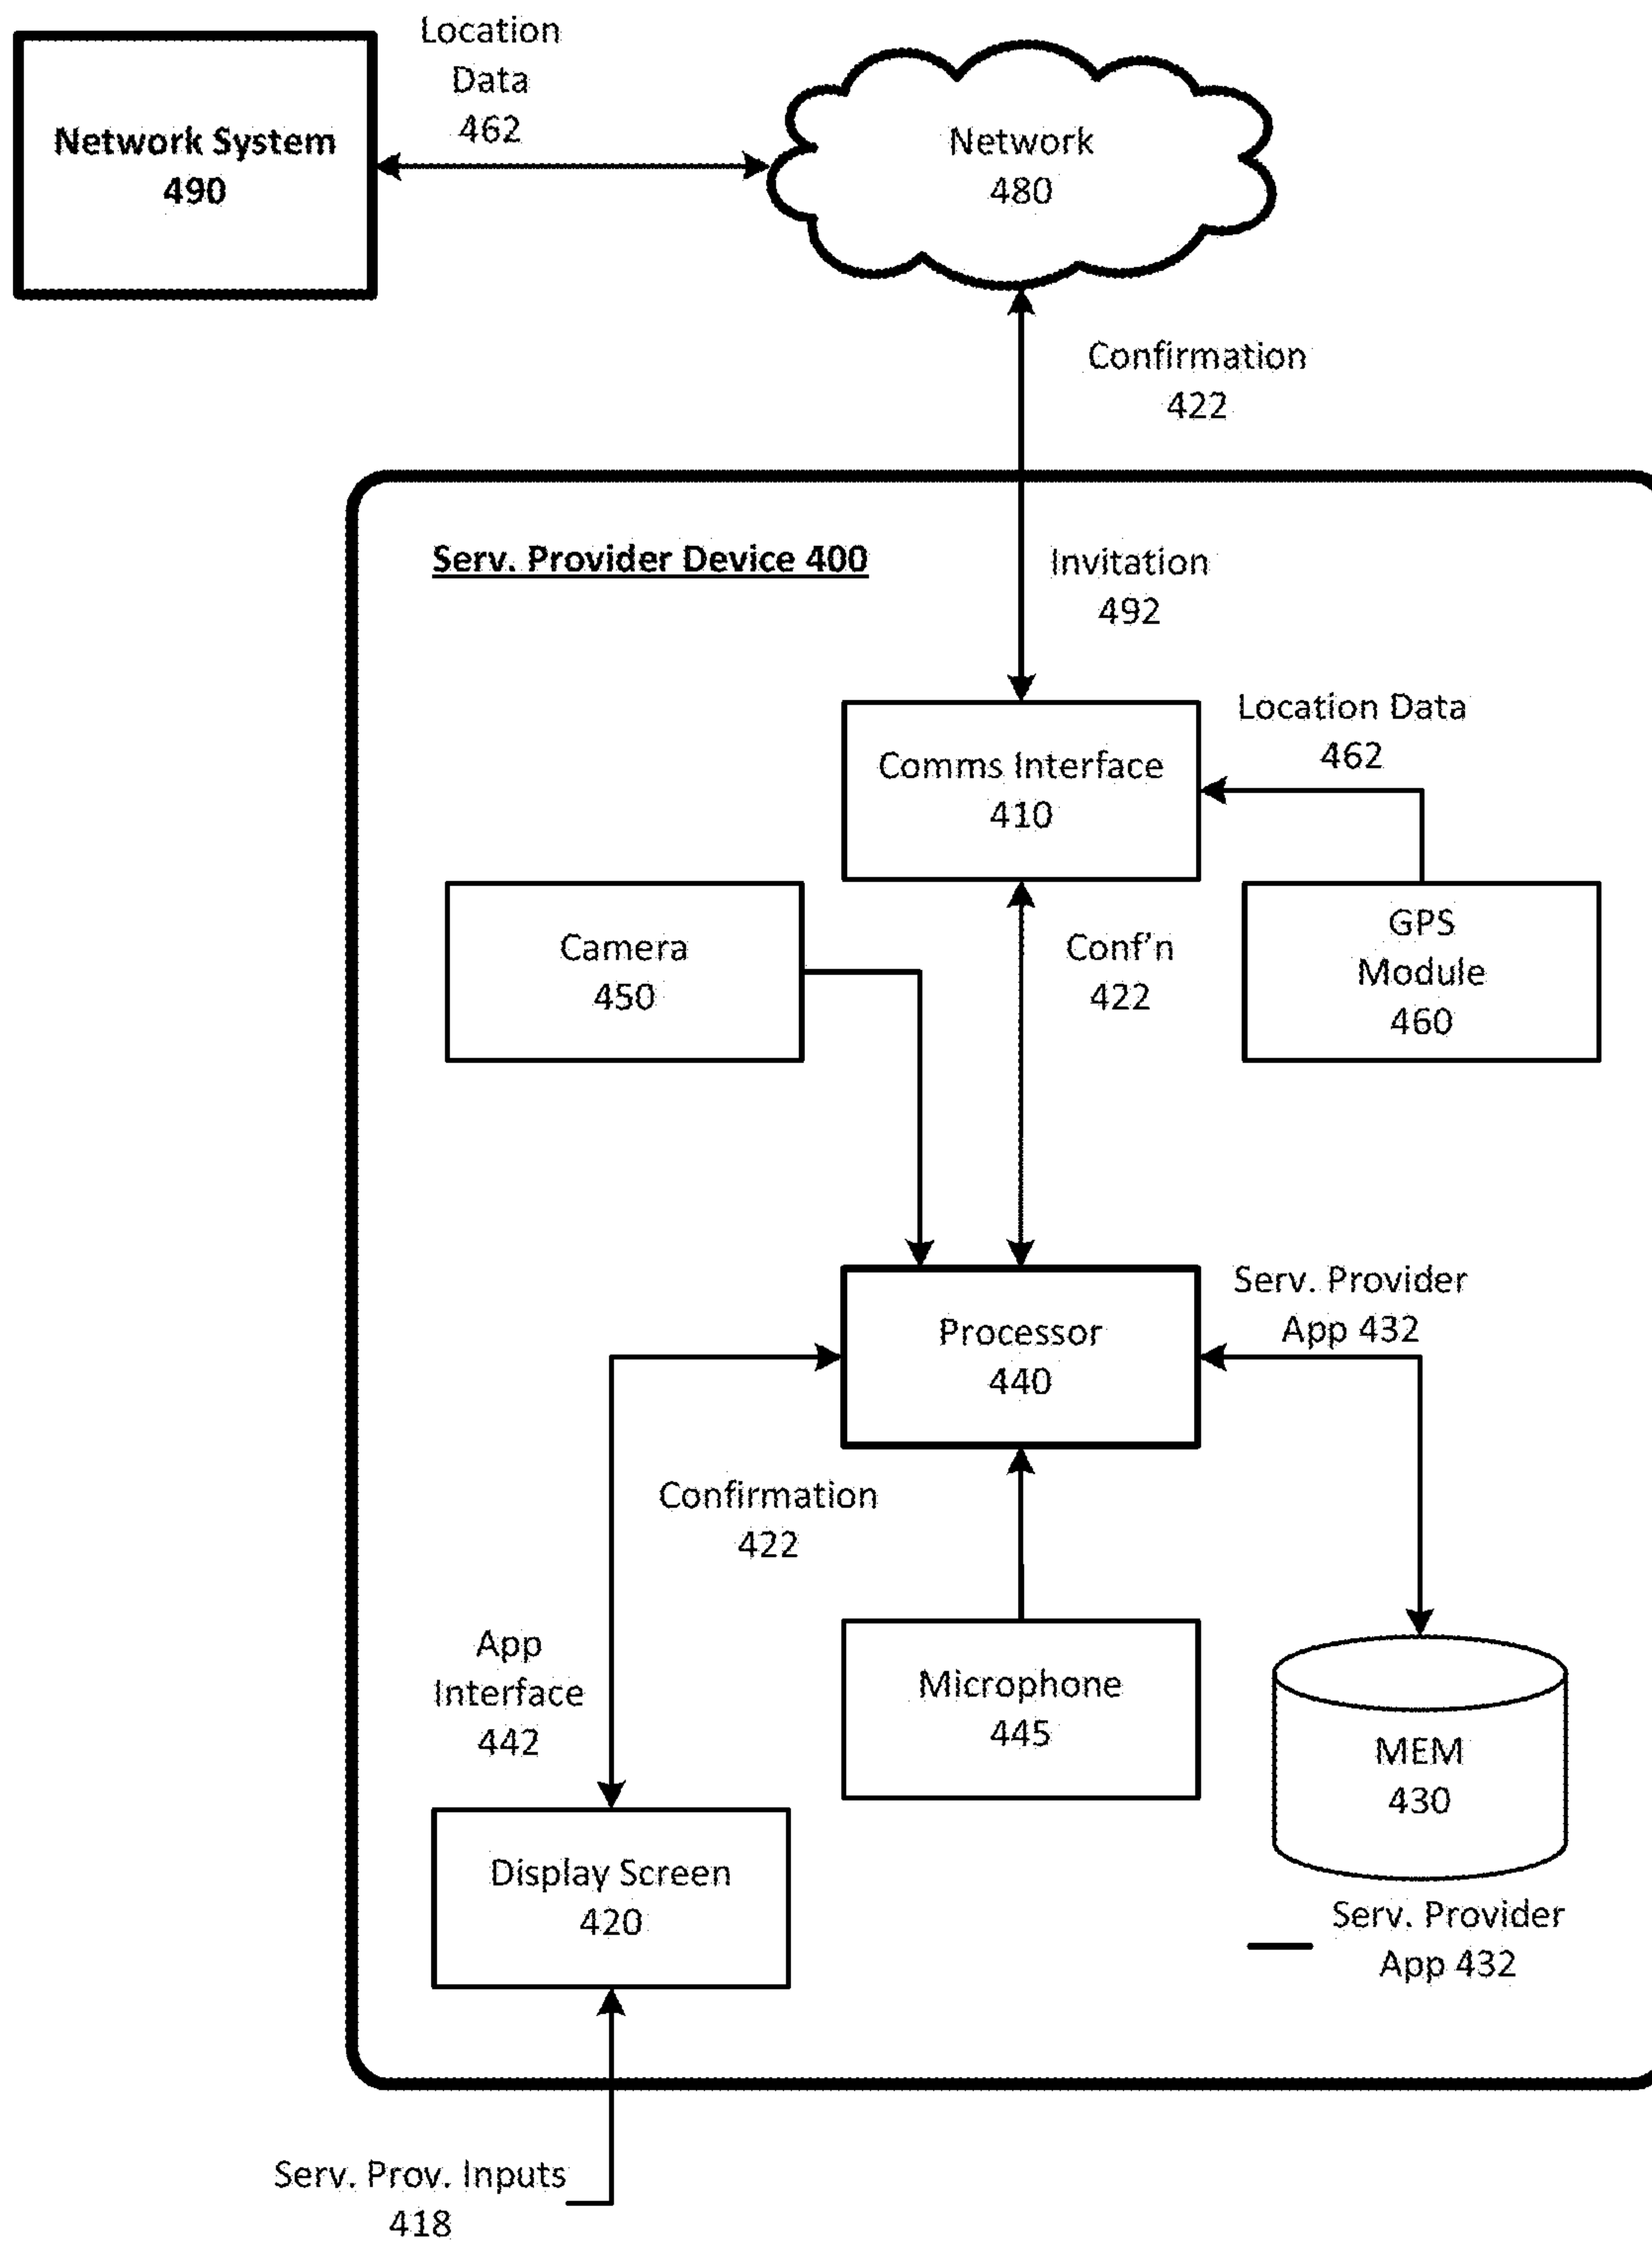 Location
Data
462
Network System
490
Network
480
Confirmation
422
Serv. Provider Device 400
Invitation
492
Location Data
462
Comms Interface
410
Camera
450
Conf'n
422
GPS
Module
460
Serv. Provider
App 432
Processor
440
Confirmation
422
App
Interface
442
Microphone
445
MEM
430
Display Screen
420
Serv. Provider
App 432
Serv. Prov. Inputs
418